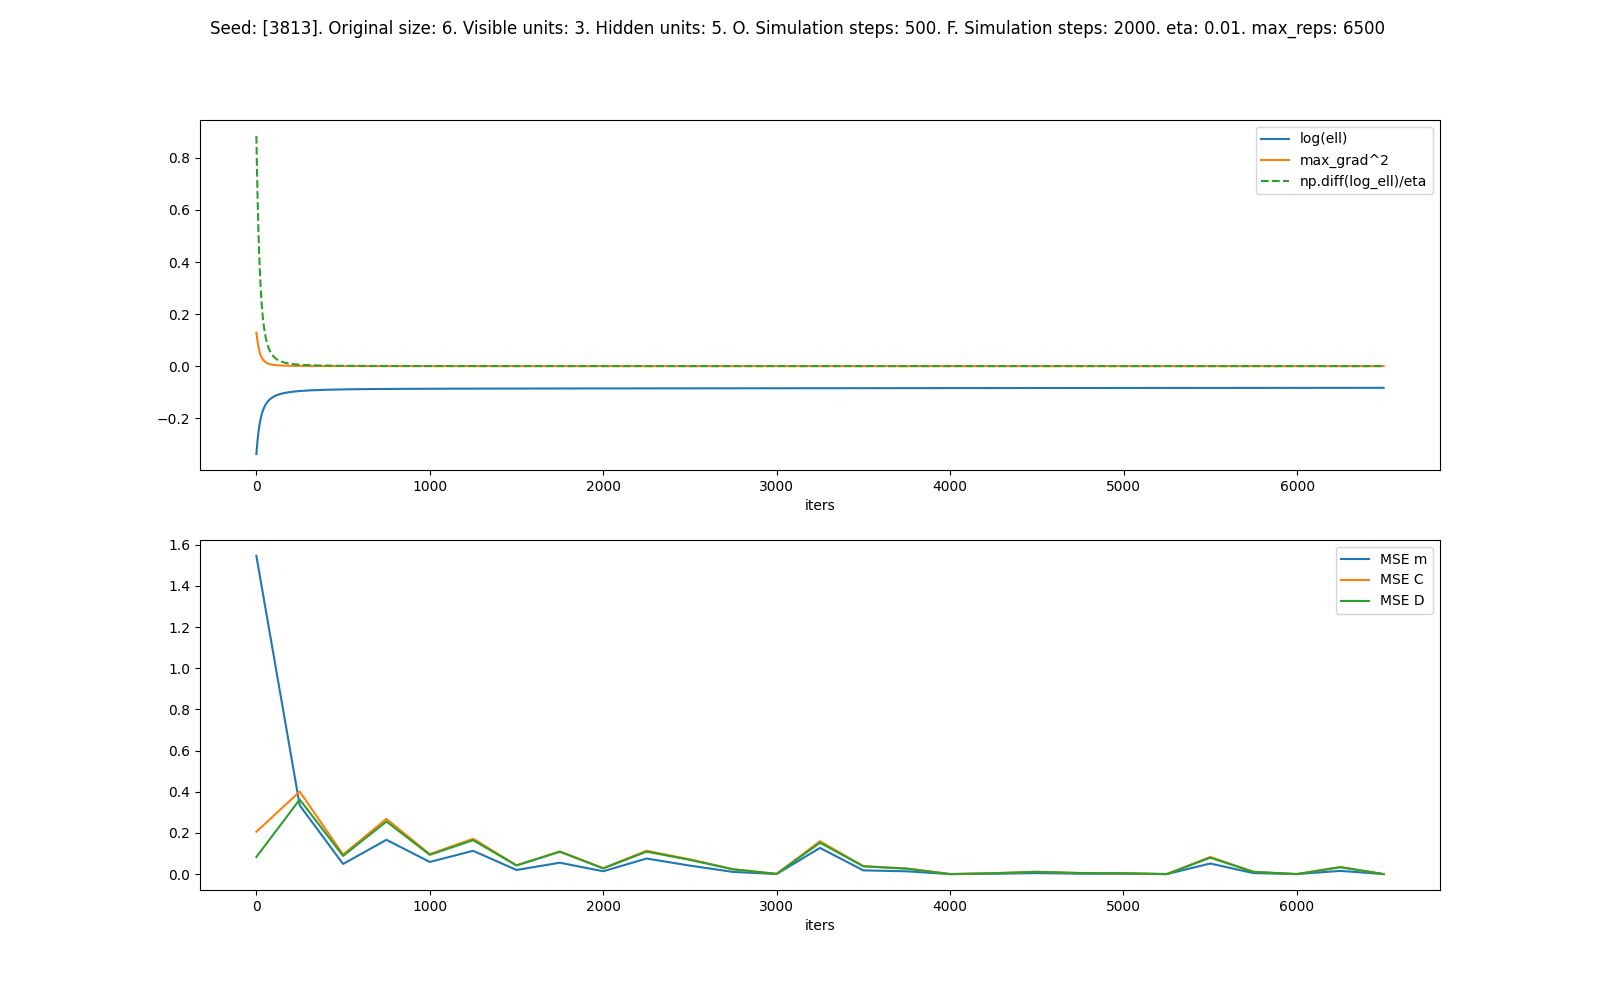 Seed: [3813]. Original size: 6. Visible units: 3. Hidden units: 5. O. Simulation steps: 500. F. Simulation steps: 2000. eta: 0.01. max_reps: 6500
log(ell)
max_grad^2
np.diff(log_ell)/eta
0.8
0.6
0.4
0.2
0.0
−0.2
0 1000 2000 3000 4000 5000 6000
iters
MSE m
MSE C
MSE D
1.6
1.4
1.2
1.0
0.8
0.6
0.4
0.2
0.0
0 1000 2000 3000 4000 5000 6000
iters